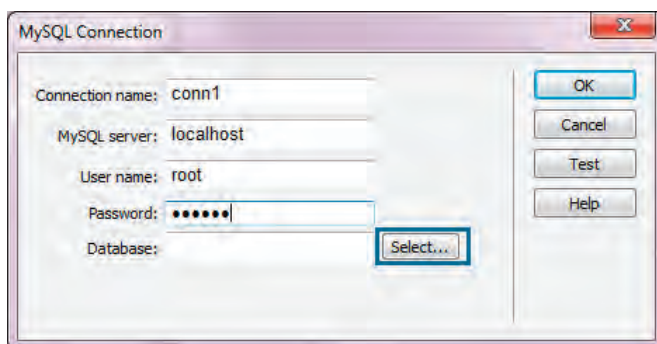 MySQL Connection
Connection name: conn1
MySQL server: localhost
User name: root
Password: ••••••
Database: Select...
OK
Cancel
Test
Help